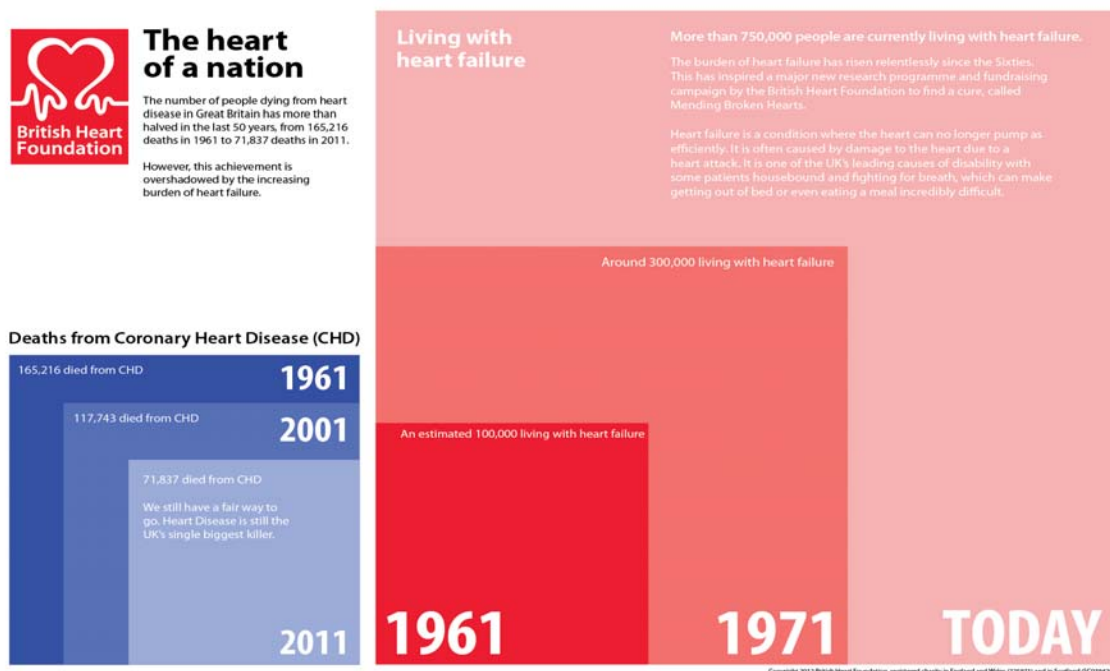 British Heart
Foundation
The heart
of a nation
The number of people dying from heart
disease in Great Britain has more than
halved in the last 50 years, from 165,216
deaths in 1961 to 71,837 deaths in 2011.
However, this achievement is
overshadowed by the increasing
burden of heart failure.
Deaths from Coronary Heart Disease (CHD)
165,216 died from CHD
1961
117,743 died from CHD
2001
71,837 died from CHD
We still have a fair way to
go. Heart Disease is still the
UK's single biggest killer.
2011
Living with
heart failure
More than 750,000 people are currently living with heart failure.
The burden of heart failure has risen relentlessly since the Sixties.
This has inspired a major new research programme and fundraising
campaign by the British Heart Foundation to find a cure, called
Mending Broken Hearts.
Heart failure is a condition where the heart can no longer pump as
efficiently. It is often caused by damage to the heart due to a
heart attack. It is one of the UK's leading causes of disability with
some patients housebound and fighting for breath, which can make
getting out of bed or even eating a meal incredibly difficult.
Around 300,000 living with heart failure
An estimated 100,000 living with heart failure
1961
1971
TODAY
British Heart Foundation, registered charity in England and Wales